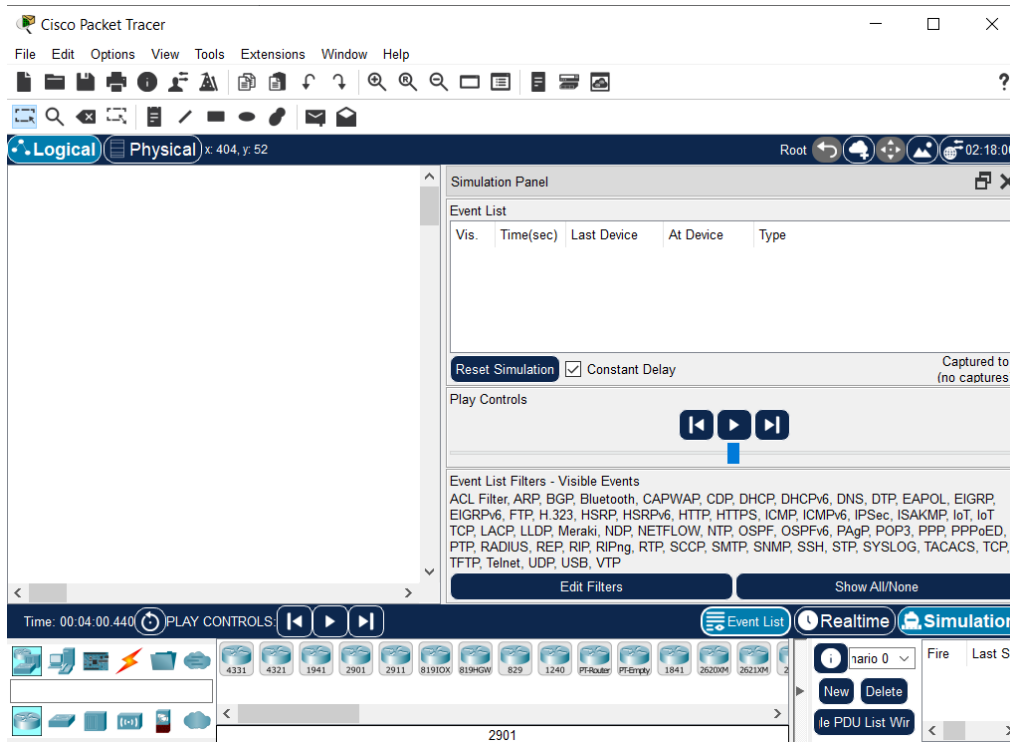 Cisco Packet Tracer
File Edit Options View Tools Extensions Window Help
?
Logical Physical x: 404, y: 52 Root 02:18:00
Simulation Panel
Event List
Vis. Time(sec) Last Device At Device Type
Reset Simulation Constant Delay
Captured to
(no captures
Play Controls
Event List Filters - Visible Events
ACL Filter, ARP, BGP, Bluetooth, CAPWAP, CDP, DHCP, DHCPv6, DNS, DTP, EAPOL, EIGRP,
EIGRPv6, FTP, H.323, HSRP, HSRPv6, HTTP, HTTPS, ICMP, ICMPv6, IPSec, ISAKMP, IoT, IoT
TCP, LACP, LLDP, Meraki, NDP, NETFLOW, NTP, OSPF, OSPFv6, PAgP, POP3, PPP, PPPoED,
PTP, RADIUS, REP, RIP, RIPng, RTP, SCCP, SMTP, SNMP, SSH, STP, SYSLOG, TACACS, TCP,
TFTP, Telnet, UDP, USB, VTP
Edit Filters Show All/None
Time: 00:04:00.440 PLAY CONTROLS: Event List Realtime Simulation
4331 4321 1941 2901 2911 819IOX 819HGW 829 1240 PT-Router PT-Empty 1841 2620XM 2621XM 2
nario 0 Fire Last S
New Delete
le PDU List Wir
2901